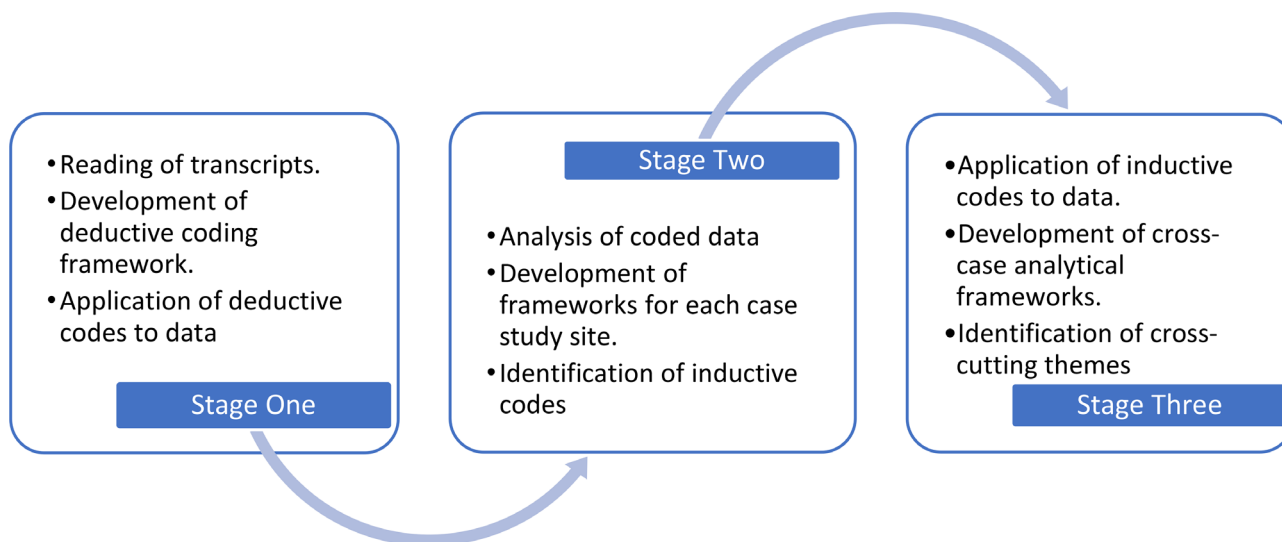 •Reading of transcripts.
•Development of
deductive coding
framework.
•Application of deductive
codes to data
Stage One
Stage Two
•Analysis of coded data
•Development of
frameworks for each case
study site.
•Identification of inductive
codes
•Application of inductive
codes to data.
•Development of cross-
case analytical
frameworks.
•Identification of cross-
cutting themes
Stage Three